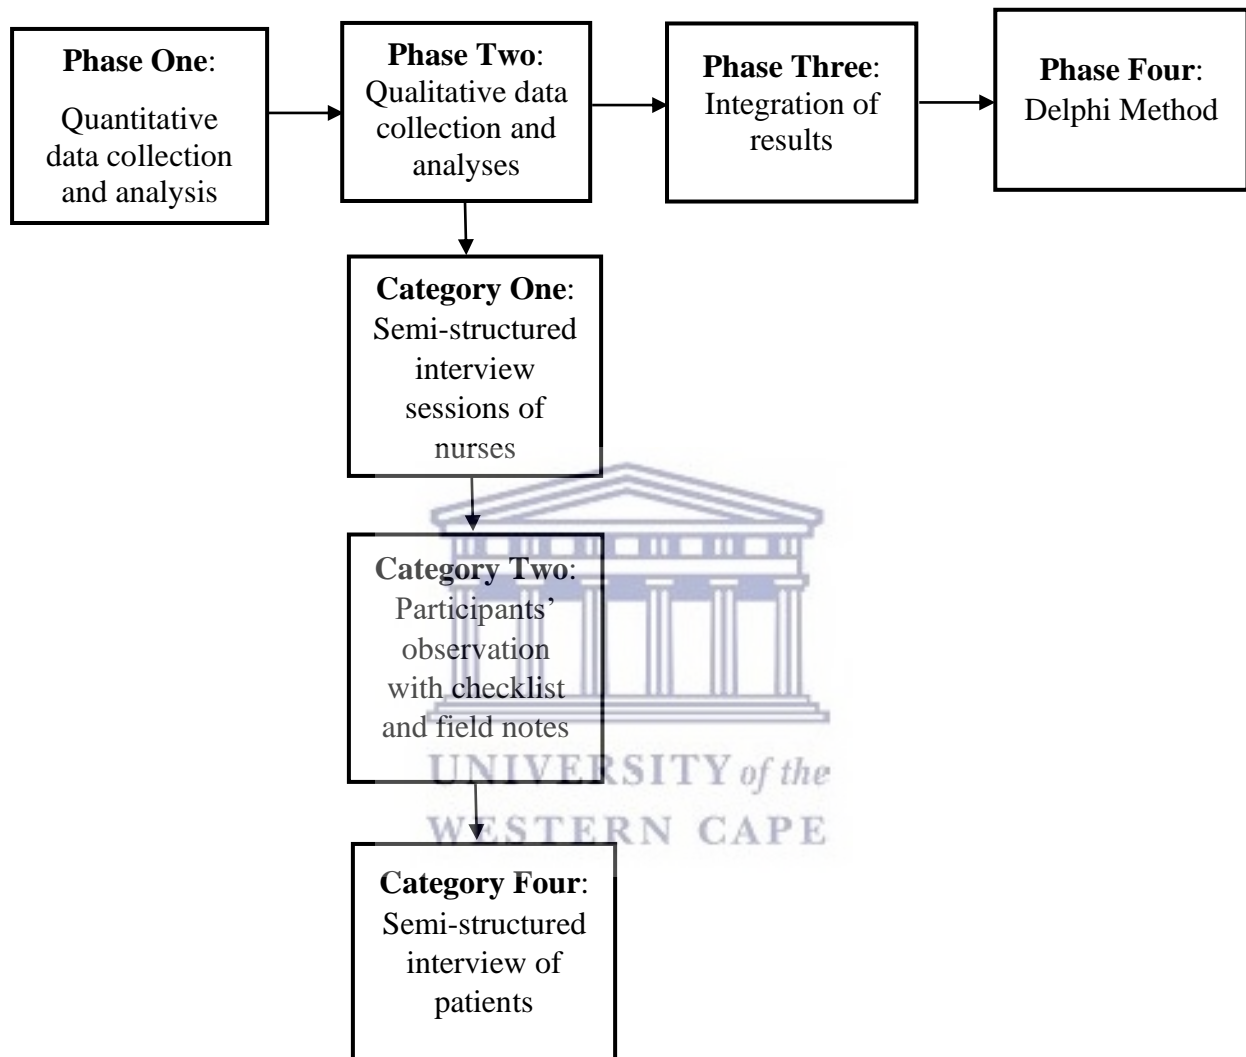 Phase One:
Quantitative
data collection
and analysis
Phase Two:
Qualitative data
collection and
analyses
Phase Three:
Integration of
results
Phase Four:
Delphi Method
Category One:
Semi-structured
interview
sessions of
nurses
Category Two:
Participants’
observation
with checklist
and field notes
UNIVERSITY of the
WESTERN CAPE
Category Four:
Semi-structured
interview of
patients